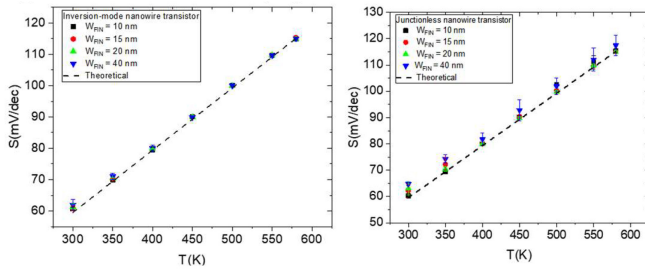 Inversion-mode nanowire transistor
W_FIN = 10 nm
W_FIN = 15 nm
W_FIN = 20 nm
W_FIN = 40 nm
Theoretical
S(mV/dec)
120
110
100
90
80
70
60
300 350 400 450 500 550 600
T(K)
Junctionless nanowire transistor
W_FIN = 10 nm
W_FIN = 15 nm
W_FIN = 20 nm
W_FIN = 40 nm
Theoretical
S(mV/dec)
130
120
110
100
90
80
70
60
50
300 350 400 450 500 550 600
T(K)